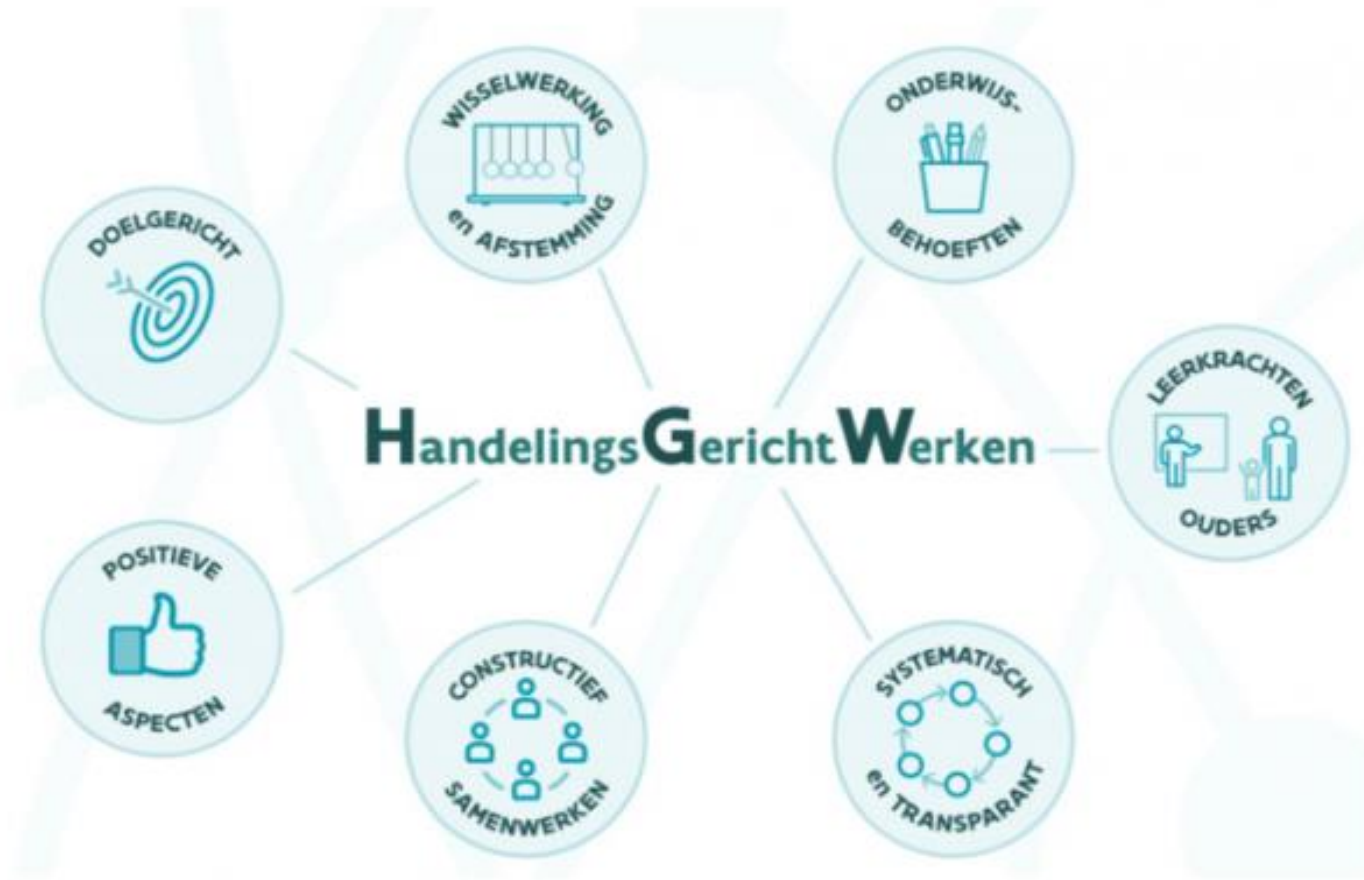 WISSELWERKING
en AFSTEMMING
ONDERWIJS-
BEHOEFTEN
DOELGERICHT
LEERKRACHTEN
OUDERS
HandelingsGerichtWerken
POSITIEVE
ASPECTEN
CONSTRUCTIEF
SAMENWERKEN
SYSTEMATISCH
en TRANSPARANT